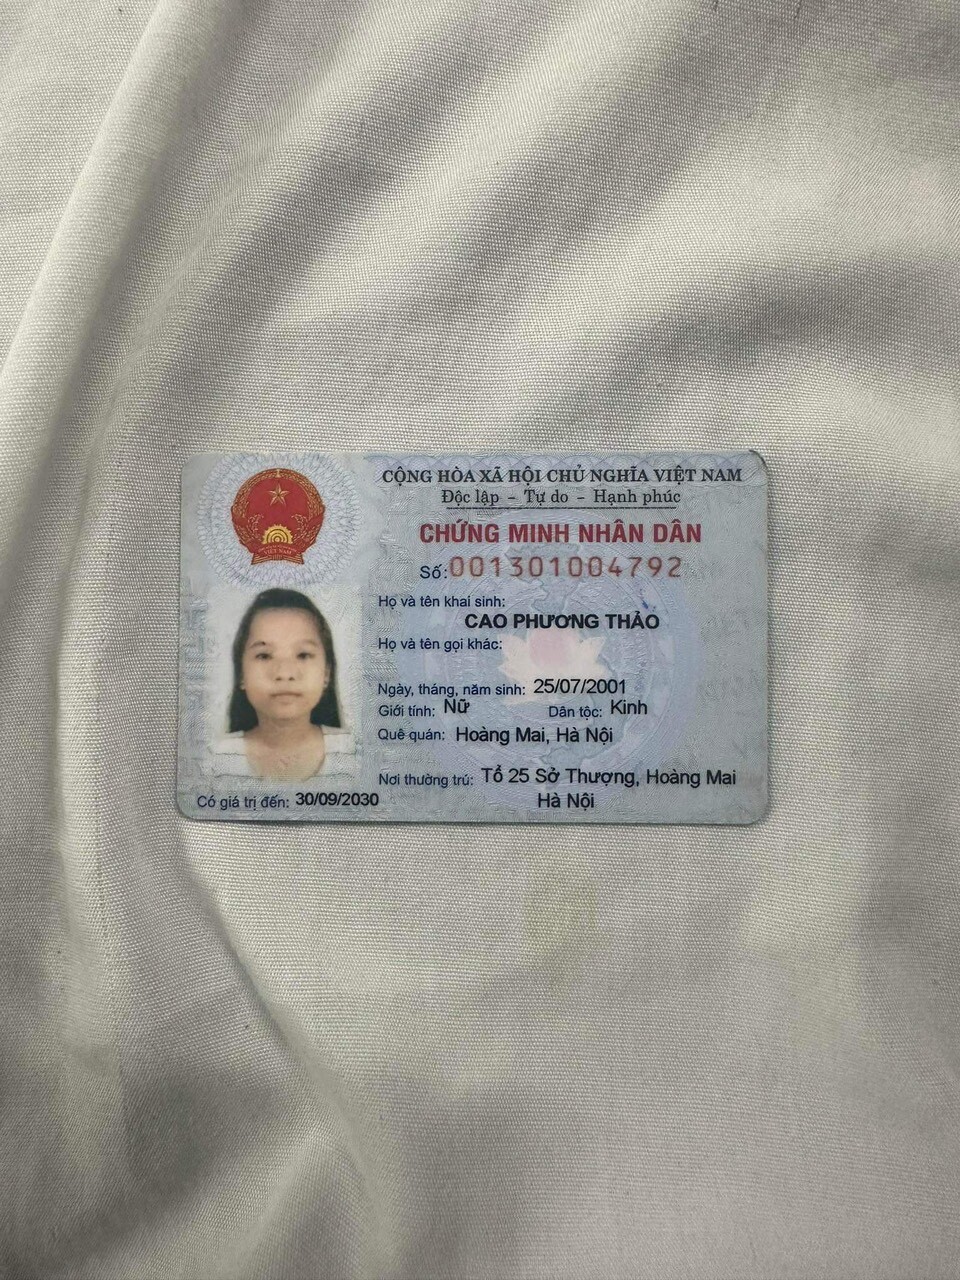 CỘNG HÒA XÃ HỘI CHỦ NGHĨA VIỆT NAM
Độc lập - Tự do - Hạnh phúc
CHỨNG MINH NHÂN DÂN
Số: 001301004792
Họ và tên khai sinh:
CAO PHƯƠNG THẢO
Họ và tên gọi khác:
Ngày, tháng, năm sinh: 25/07/2001
Giới tính: Nữ Dân tộc: Kinh
Quê quán: Hoàng Mai, Hà Nội
Nơi thường trú: Tổ 25 Sở Thượng, Hoàng Mai
Hà Nội
Có giá trị đến: 30/09/2030
VIỆT NAM